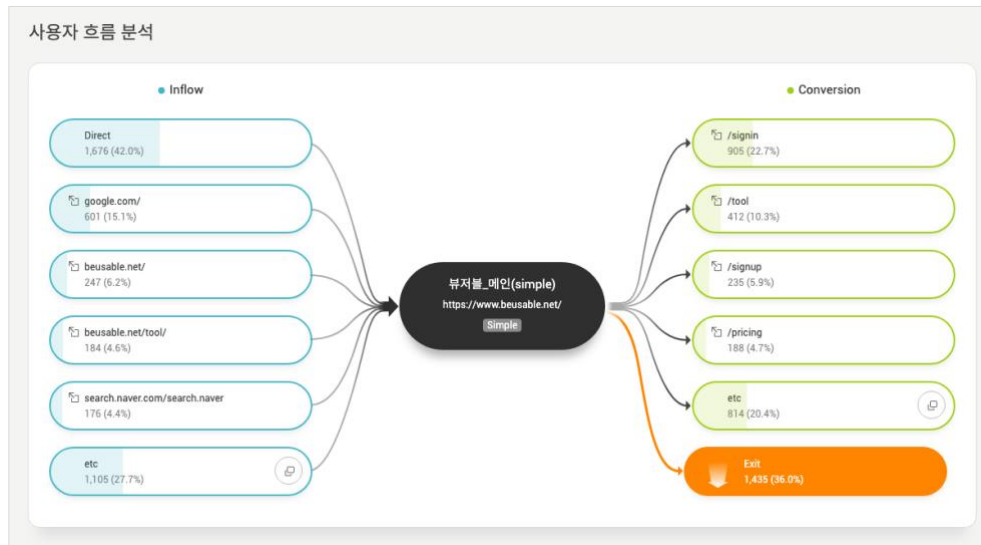 사용자 흐름 분석
Inflow
Conversion
Direct
1,676 (42.0%)
google.com/
601 (15.1%)
beusable.net/
247 (6.2%)
beusable.net/tool/
184 (4.6%)
search.naver.com/search.naver
176 (4.4%)
etc
1,105 (27.7%)
뷰저블_메인(simple)
https://www.beusable.net/
Simple
/signin
905 (22.7%)
/tool
412 (10.3%)
/signup
235 (5.9%)
/pricing
188 (4.7%)
etc
814 (20.4%)
Exit
1,435 (36.0%)